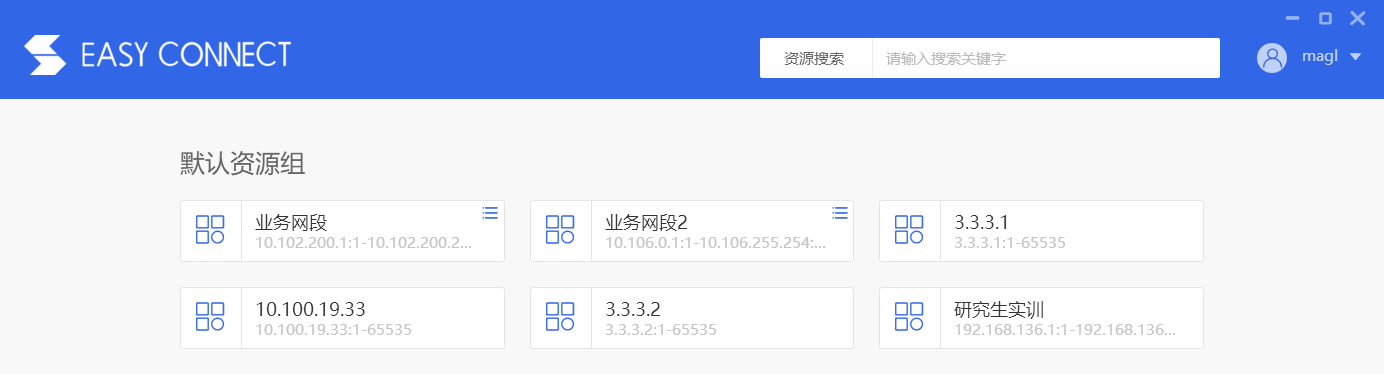 EASY CONNECT
资源搜索 请输入搜索关键字
magl
默认资源组
业务网段
10.102.200.1:1-10.102.200.2...
业务网段2
10.106.0.1:1-10.106.255.254:...
3.3.3.1
3.3.3.1:1-65535
10.100.19.33
10.100.19.33:1-65535
3.3.3.2
3.3.3.2:1-65535
研究生实训
192.168.136.1:1-192.168.136...